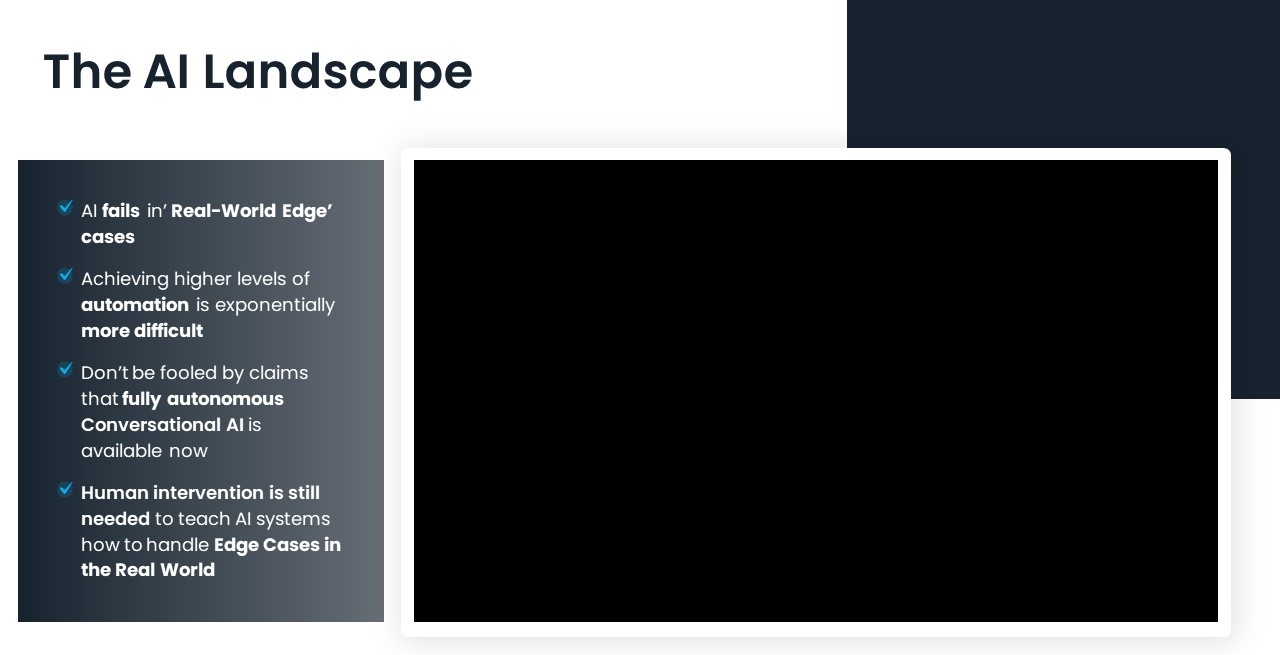 The AI Landscape
AI fails in’ Real-World Edge’
cases
Achieving higher levels of
automation is exponentially
more difficult
Don’t be fooled by claims
that fully autonomous
Conversational AI is
available now
Human intervention is still
needed to teach AI systems
how to handle Edge Cases in
the Real World